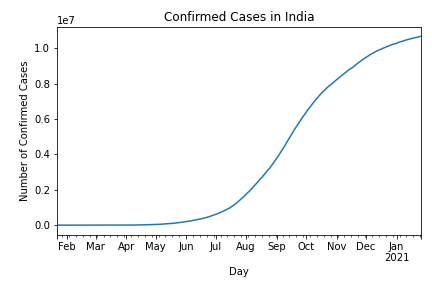 Confirmed Cases in India
1e7
1.0
0.8
0.6
0.4
0.2
0.0
Number of Confirmed Cases
Feb Mar Apr May Jun Jul Aug Sep Oct Nov Dec Jan
2021
Day